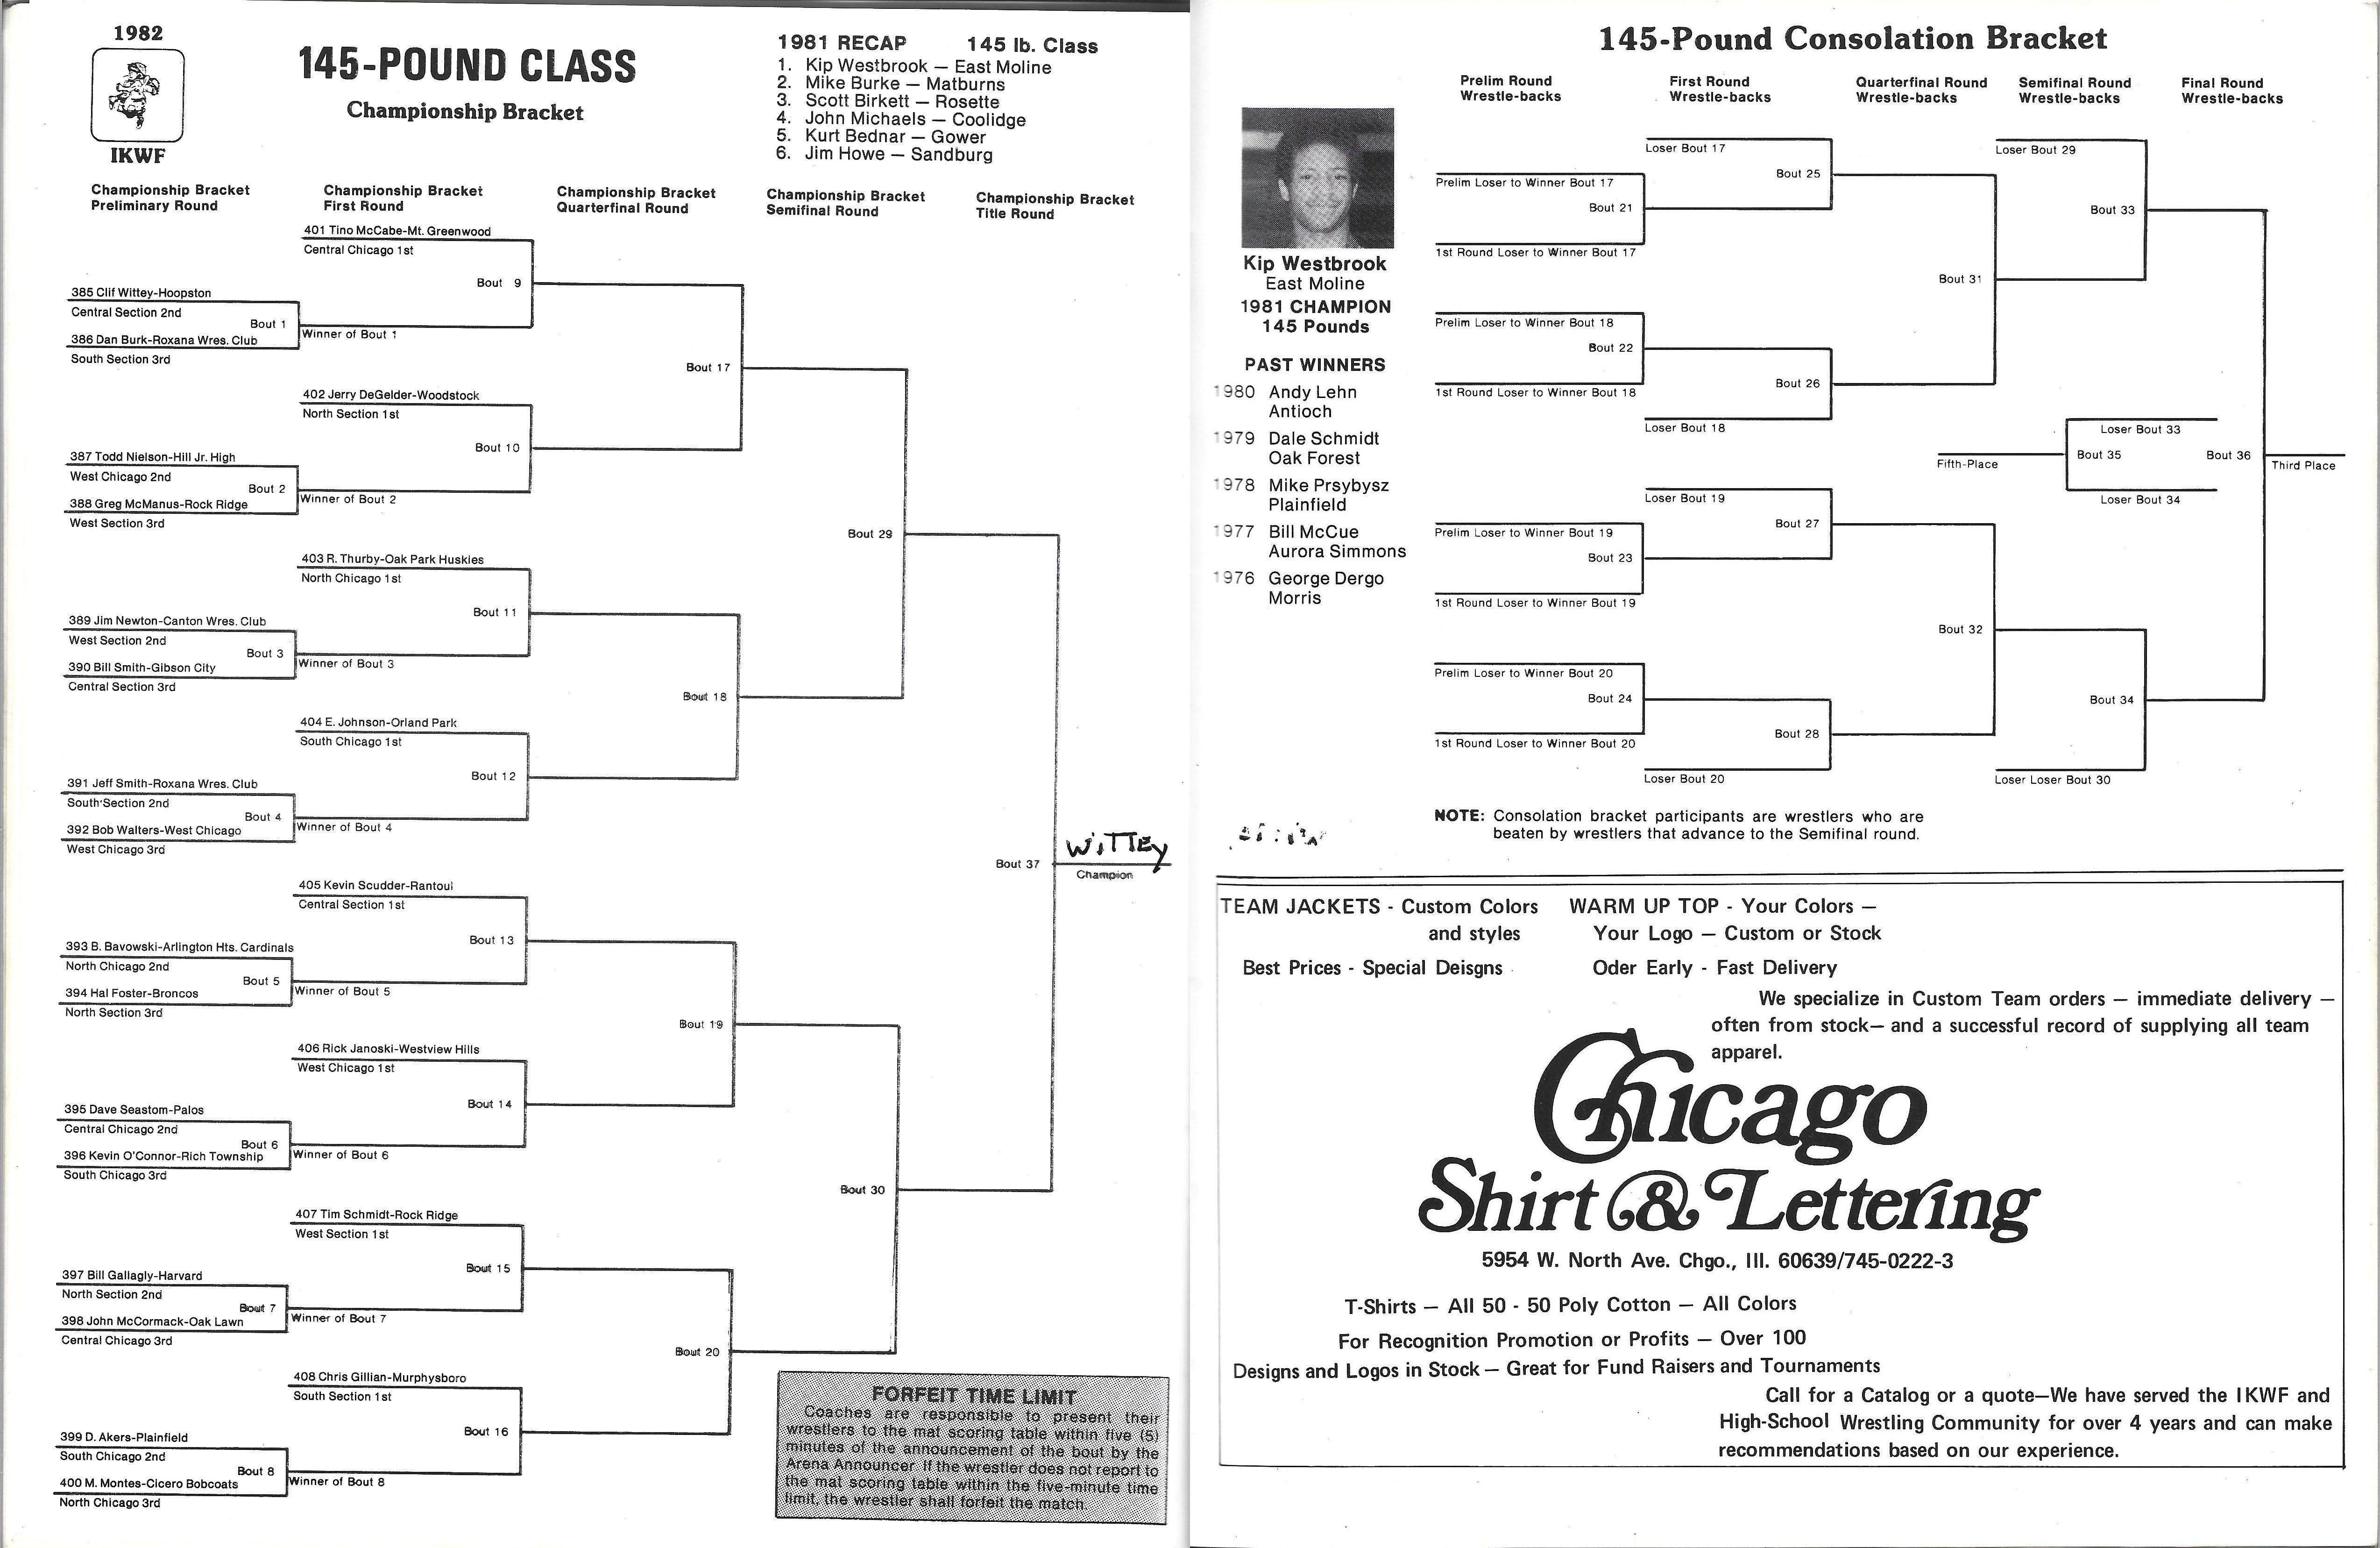 1982
IKWF
145-POUND CLASS
Championship Bracket
1981 RECAP 145 lb. Class
1. Kip Westbrook — East Moline
2. Mike Burke — Matburns
3. Scott Birkett — Rosette
4. John Michaels — Coolidge
5. Kurt Bednar — Gower
6. Jim Howe — Sandburg
Championship Bracket
Preliminary Round
Championship Bracket
First Round
Championship Bracket
Quarterfinal Round
Championship Bracket
Semifinal Round
Championship Bracket
Title Round
401 Tino McCabe-Mt. Greenwood
Central Chicago 1st
Bout 9
385 Clif Wittey-Hoopston
Central Section 2nd
Bout 1
386 Dan Burk-Roxana Wres. Club
South Section 3rd
Winner of Bout 1
Bout 17
402 Jerry DeGelder-Woodstock
North Section 1st
Bout 10
387 Todd Nielson-Hill Jr. High
West Chicago 2nd
Bout 2
388 Greg McManus-Rock Ridge
West Section 3rd
Winner of Bout 2
Bout 29
403 R. Thurby-Oak Park Huskies
North Chicago 1st
Bout 11
389 Jim Newton-Canton Wres. Club
West Section 2nd
Bout 3
390 Bill Smith-Gibson City
Central Section 3rd
Winner of Bout 3
Bout 18
404 E. Johnson-Orland Park
South Chicago 1st
Bout 12
391 Jeff Smith-Roxana Wres. Club
South Section 2nd
Bout 4
392 Bob Walters-West Chicago
West Chicago 3rd
Winner of Bout 4
Bout 37
WiTTEy
Champion
405 Kevin Scudder-Rantoul
Central Section 1st
Bout 13
393 B. Bavowski-Arlington Hts. Cardinals
North Chicago 2nd
Bout 5
394 Hal Foster-Broncos
North Section 3rd
Winner of Bout 5
Bout 19
406 Rick Janoski-Westview Hills
West Chicago 1st
Bout 14
395 Dave Seastom-Palos
Central Chicago 2nd
Bout 6
396 Kevin O'Connor-Rich Township
South Chicago 3rd
Winner of Bout 6
Bout 30
407 Tim Schmidt-Rock Ridge
West Section 1st
Bout 15
397 Bill Gallagly-Harvard
North Section 2nd
Bout 7
398 John McCormack-Oak Lawn
Central Chicago 3rd
Winner of Bout 7
Bout 20
408 Chris Gillian-Murphysboro
South Section 1st
Bout 16
399 D. Akers-Plainfield
South Chicago 2nd
Bout 8
400 M. Montes-Cicero Bobcoats
North Chicago 3rd
Winner of Bout 8
FORFEIT TIME LIMIT
Coaches are responsible to present their
wrestlers to the mat scoring table within five (5)
minutes of the announcement of the bout by the
Arena Announcer. If the wrestler does not report to
the mat scoring table within the five-minute time
limit, the wrestler shall forfeit the match.
145-Pound Consolation Bracket
Prelim Round
Wrestle-backs
First Round
Wrestle-backs
Quarterfinal Round
Wrestle-backs
Semifinal Round
Wrestle-backs
Final Round
Wrestle-backs
Kip Westbrook
East Moline
1981 CHAMPION
145 Pounds
PAST WINNERS
1980 Andy Lehn
Antioch
1979 Dale Schmidt
Oak Forest
1978 Mike Prsybysz
Plainfield
1977 Bill McCue
Aurora Simmons
1976 George Dergo
Morris
Loser Bout 17
Bout 25
Prelim Loser to Winner Bout 17
Bout 21
1st Round Loser to Winner Bout 17
Loser Bout 29
Bout 33
Bout 31
Prelim Loser to Winner Bout 18
Bout 22
1st Round Loser to Winner Bout 18
Bout 26
Loser Bout 18
Loser Bout 33
Fifth-Place
Bout 35
Bout 36
Third Place
Loser Bout 34
Loser Bout 19
Bout 27
Prelim Loser to Winner Bout 19
Bout 23
1st Round Loser to Winner Bout 19
Bout 32
Prelim Loser to Winner Bout 20
Bout 24
1st Round Loser to Winner Bout 20
Bout 28
Loser Bout 20
Bout 34
Loser Loser Bout 30
NOTE: Consolation bracket participants are wrestlers who are
beaten by wrestlers that advance to the Semifinal round.
TEAM JACKETS - Custom Colors
and styles
WARM UP TOP - Your Colors —
Your Logo — Custom or Stock
Best Prices - Special Deisgns
Oder Early - Fast Delivery
We specialize in Custom Team orders — immediate delivery —
often from stock— and a successful record of supplying all team
apparel.
Chicago
Shirt & Lettering
5954 W. North Ave. Chgo., Ill. 60639/745-0222-3
T-Shirts — All 50 - 50 Poly Cotton — All Colors
For Recognition Promotion or Profits — Over 100
Designs and Logos in Stock — Great for Fund Raisers and Tournaments
Call for a Catalog or a quote—We have served the IKWF and
High-School Wrestling Community for over 4 years and can make
recommendations based on our experience.